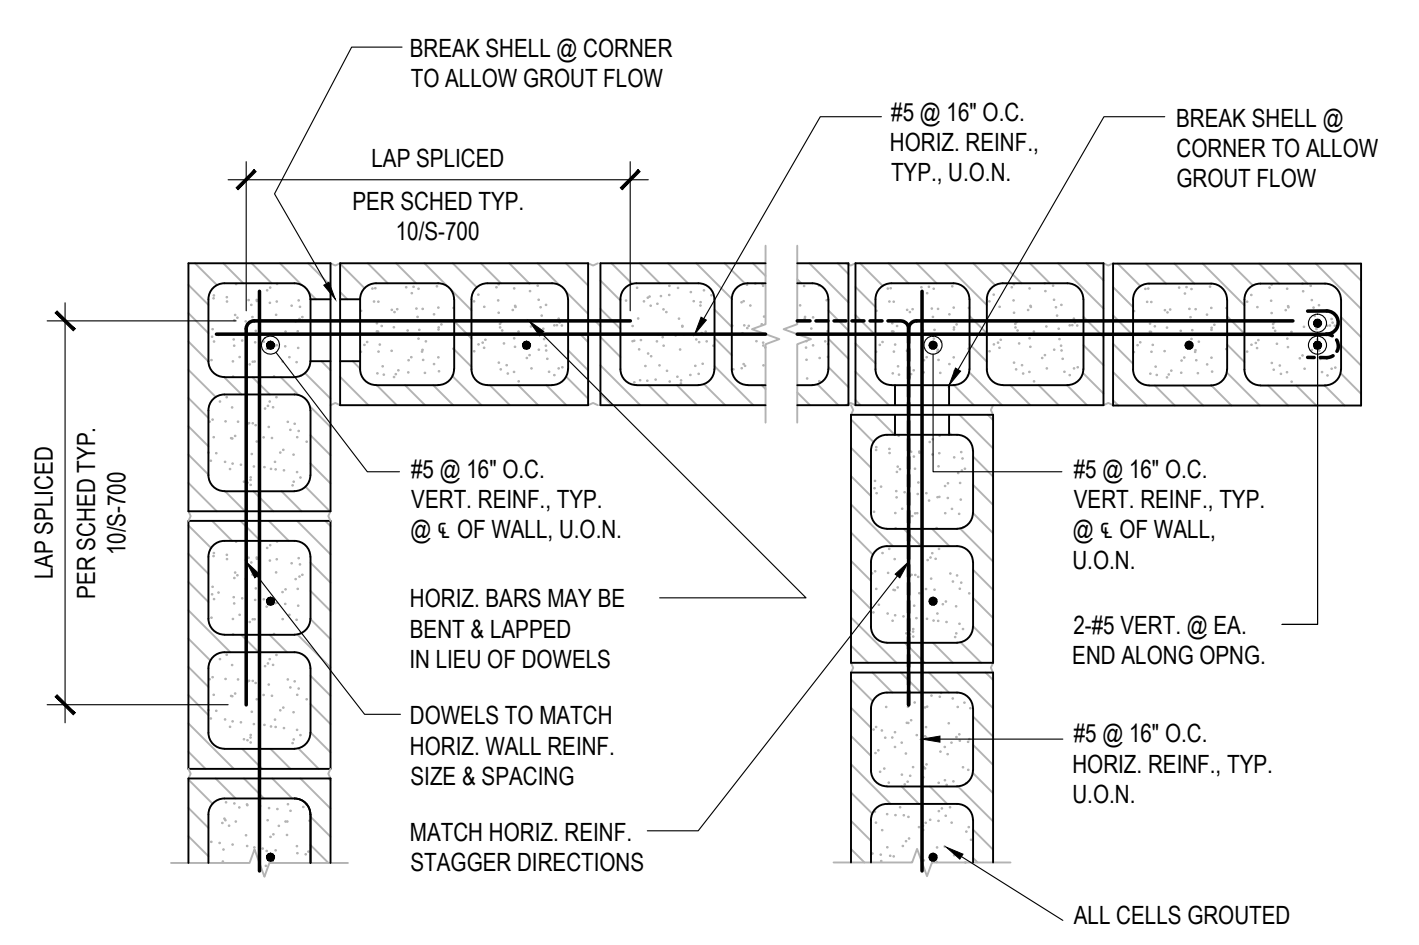 BREAK SHELL @ CORNER
TO ALLOW GROUT FLOW
LAP SPLICED
PER SCHED TYP.
10/S-700
#5 @ 16" O.C.
HORIZ. REINF.,
TYP., U.O.N.
BREAK SHELL @
CORNER TO ALLOW
GROUT FLOW
LAP SPLICED
PER SCHED TYP.
10/S-700
#5 @ 16" O.C.
VERT. REINF., TYP.
@ ℄ OF WALL, U.O.N.
HORIZ. BARS MAY BE
BENT & LAPPED
IN LIEU OF DOWELS
DOWELS TO MATCH
HORIZ. WALL REINF.
SIZE & SPACING
MATCH HORIZ. REINF.
STAGGER DIRECTIONS
#5 @ 16" O.C.
VERT. REINF., TYP.
@ ℄ OF WALL,
U.O.N.
2-#5 VERT. @ EA.
END ALONG OPNG.
#5 @ 16" O.C.
HORIZ. REINF., TYP.
U.O.N.
ALL CELLS GROUTED